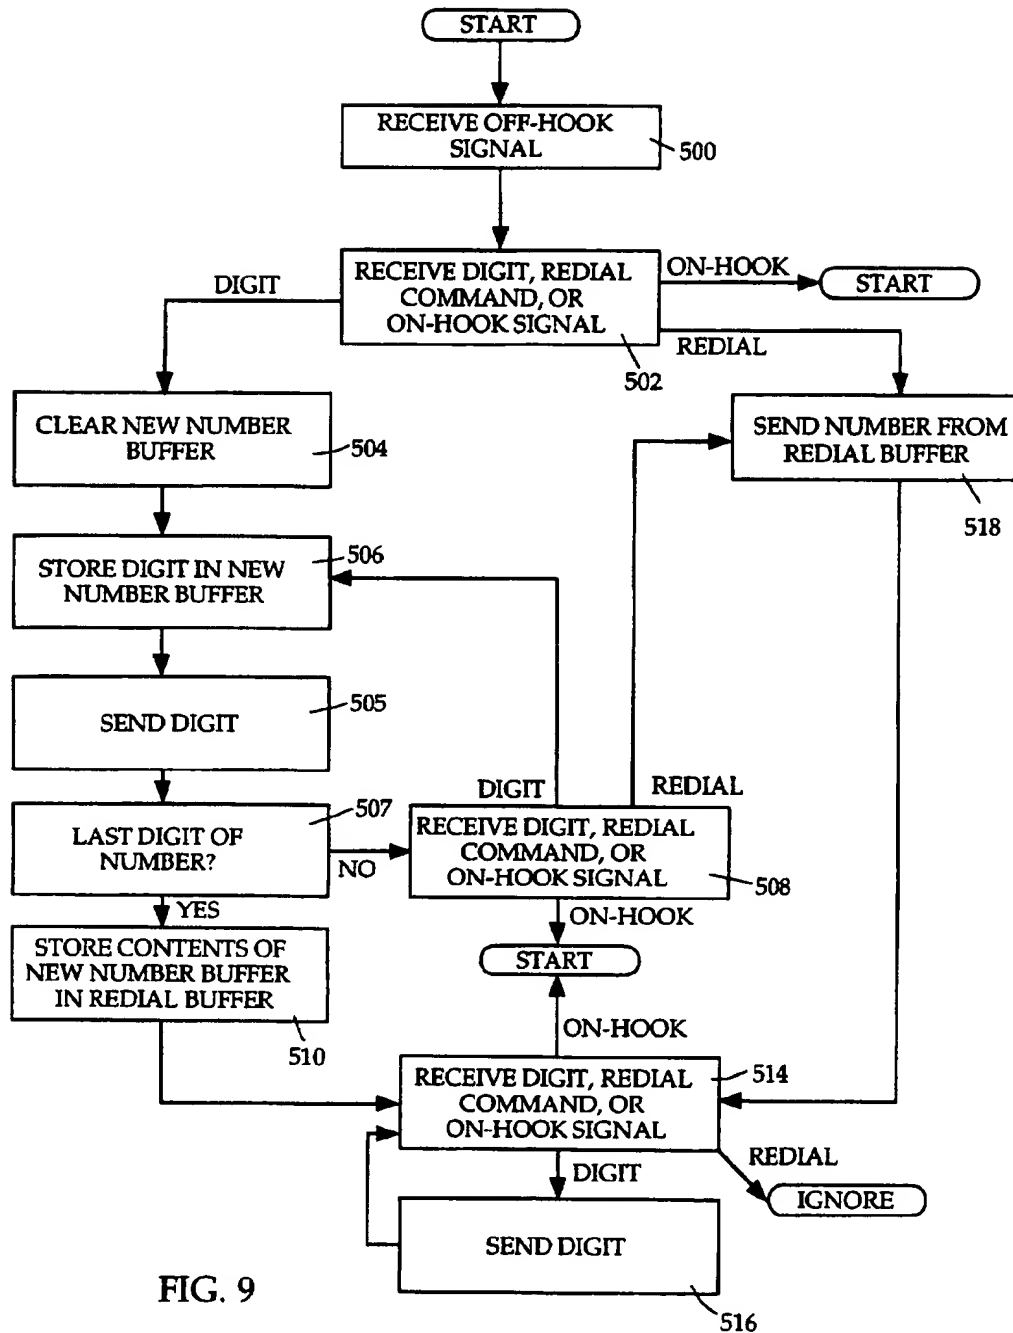 START
RECEIVE OFF-HOOK
SIGNAL
500
RECEIVE DIGIT, REDIAL
COMMAND, OR
ON-HOOK SIGNAL
502
DIGIT
ON-HOOK
START
REDIAL
CLEAR NEW NUMBER
BUFFER
504
SEND NUMBER FROM
REDIAL BUFFER
518
STORE DIGIT IN NEW
NUMBER BUFFER
506
SEND DIGIT
505
LAST DIGIT OF
NUMBER?
507
NO
YES
DIGIT
REDIAL
RECEIVE DIGIT, REDIAL
COMMAND, OR
ON-HOOK SIGNAL
508
ON-HOOK
START
STORE CONTENTS OF
NEW NUMBER BUFFER
IN REDIAL BUFFER
510
ON-HOOK
RECEIVE DIGIT, REDIAL
COMMAND, OR
ON-HOOK SIGNAL
514
DIGIT
REDIAL
IGNORE
SEND DIGIT
516
FIG. 9